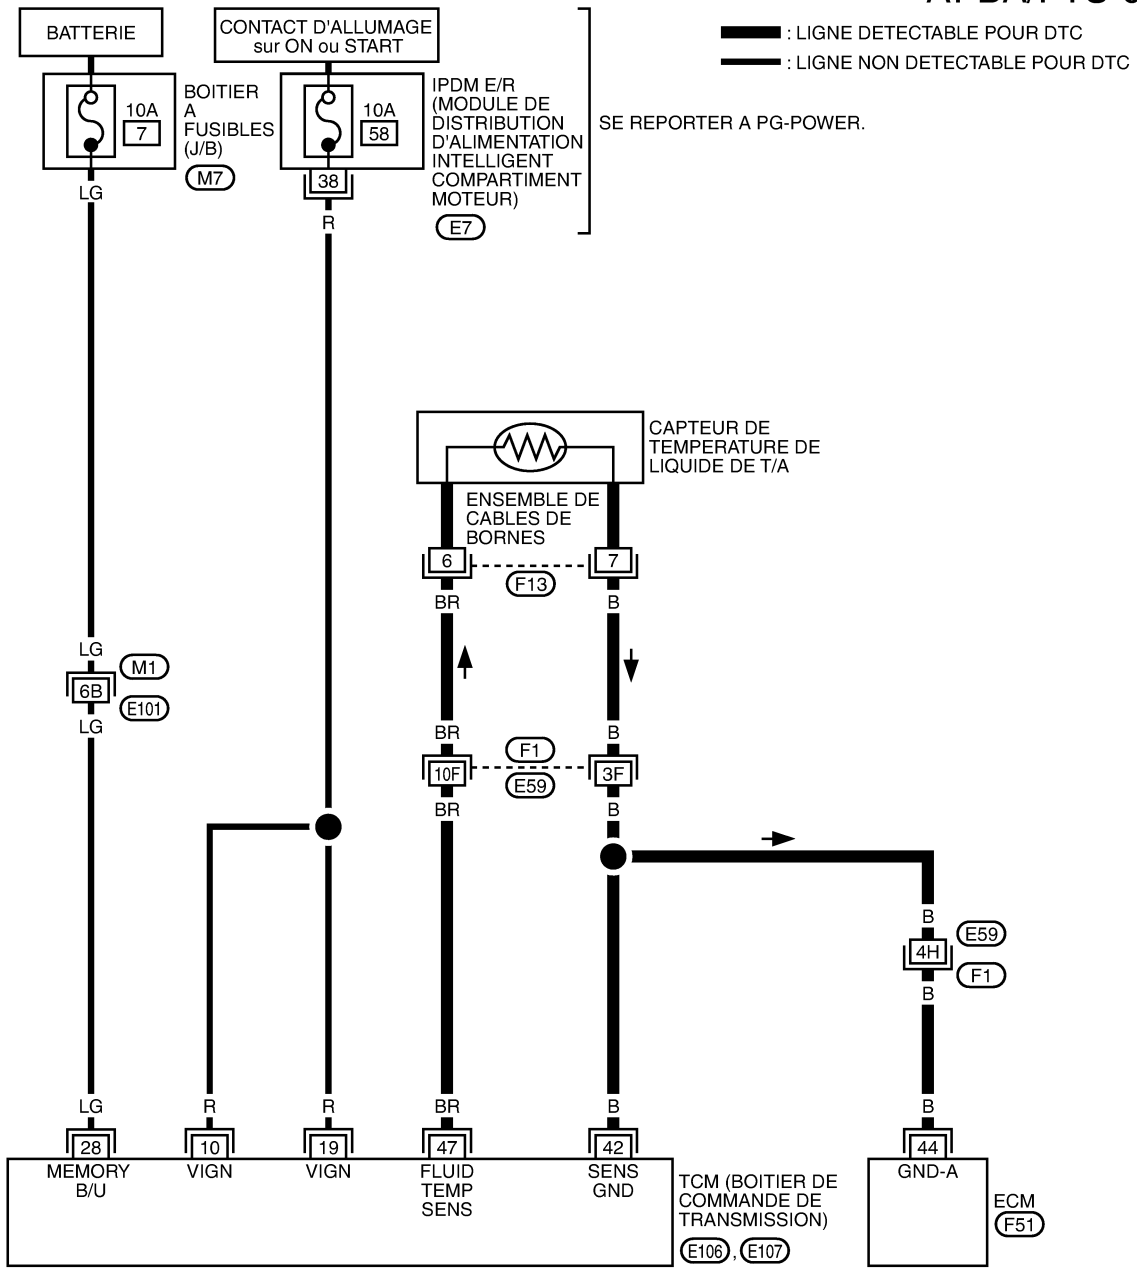 BATTERIE
CONTACT D'ALLUMAGE
sur ON ou START
: LIGNE DETECTABLE POUR DTC
: LIGNE NON DETECTABLE POUR DTC
10A
7
BOITIER
A
FUSIBLES
(J/B)
M7
10A
58
IPDM E/R
(MODULE DE
DISTRIBUTION
D'ALIMENTATION
INTELLIGENT
COMPARTIMENT
MOTEUR)
E7
SE REPORTER A PG-POWER.
38
LG
R
CAPTEUR DE
TEMPERATURE DE
LIQUIDE DE T/A
ENSEMBLE DE
CABLES DE
BORNES
6
7
F13
BR
B
LG
M1
6B
E101
LG
BR
B
F1
10F
3F
E59
BR
B
B
E59
4H
F1
B
LG
R
R
BR
B
B
28
10
19
47
42
44
MEMORY
B/U
VIGN
VIGN
FLUID
TEMP
SENS
SENS
GND
GND-A
TCM (BOITIER DE
COMMANDE DE
TRANSMISSION)
E106 , E107
ECM
F51